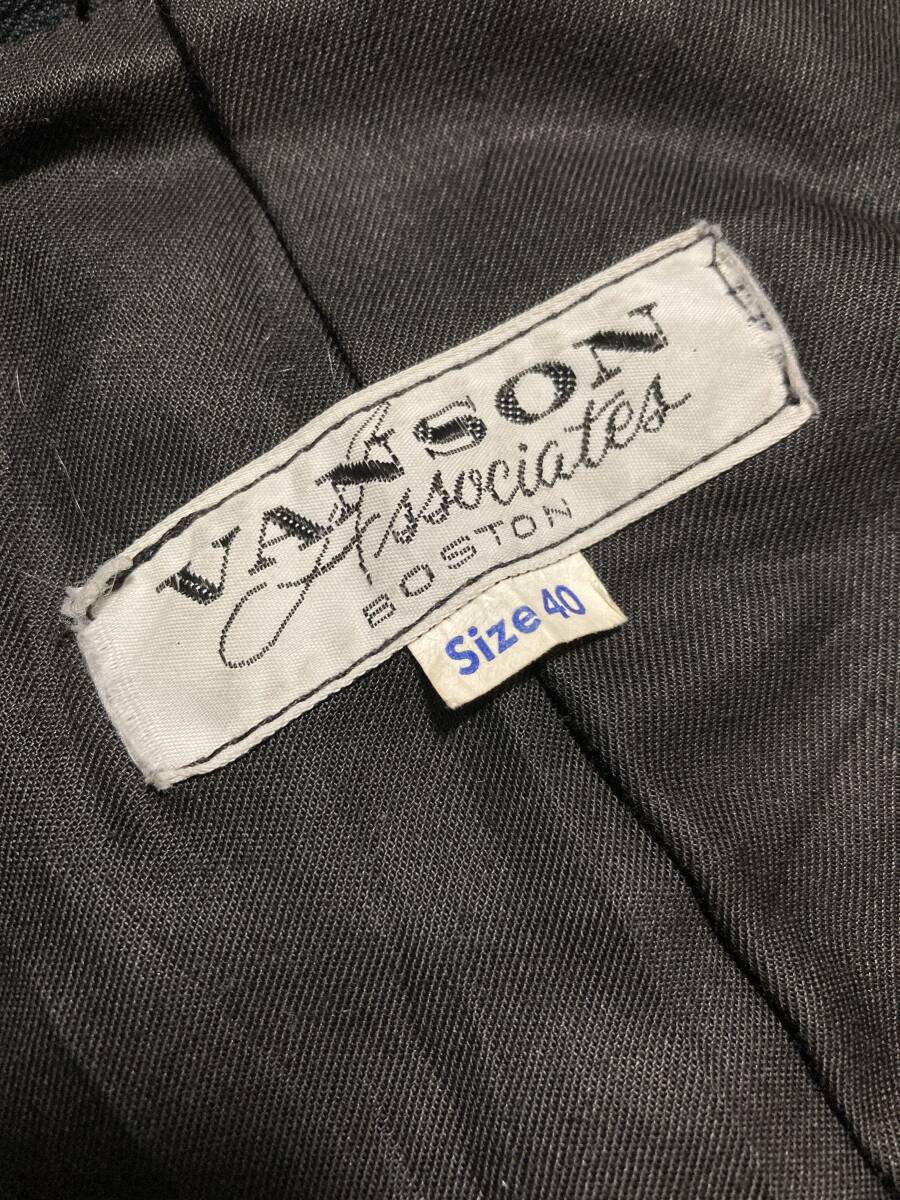 VANSON
Associates
BOSTON
Size 40